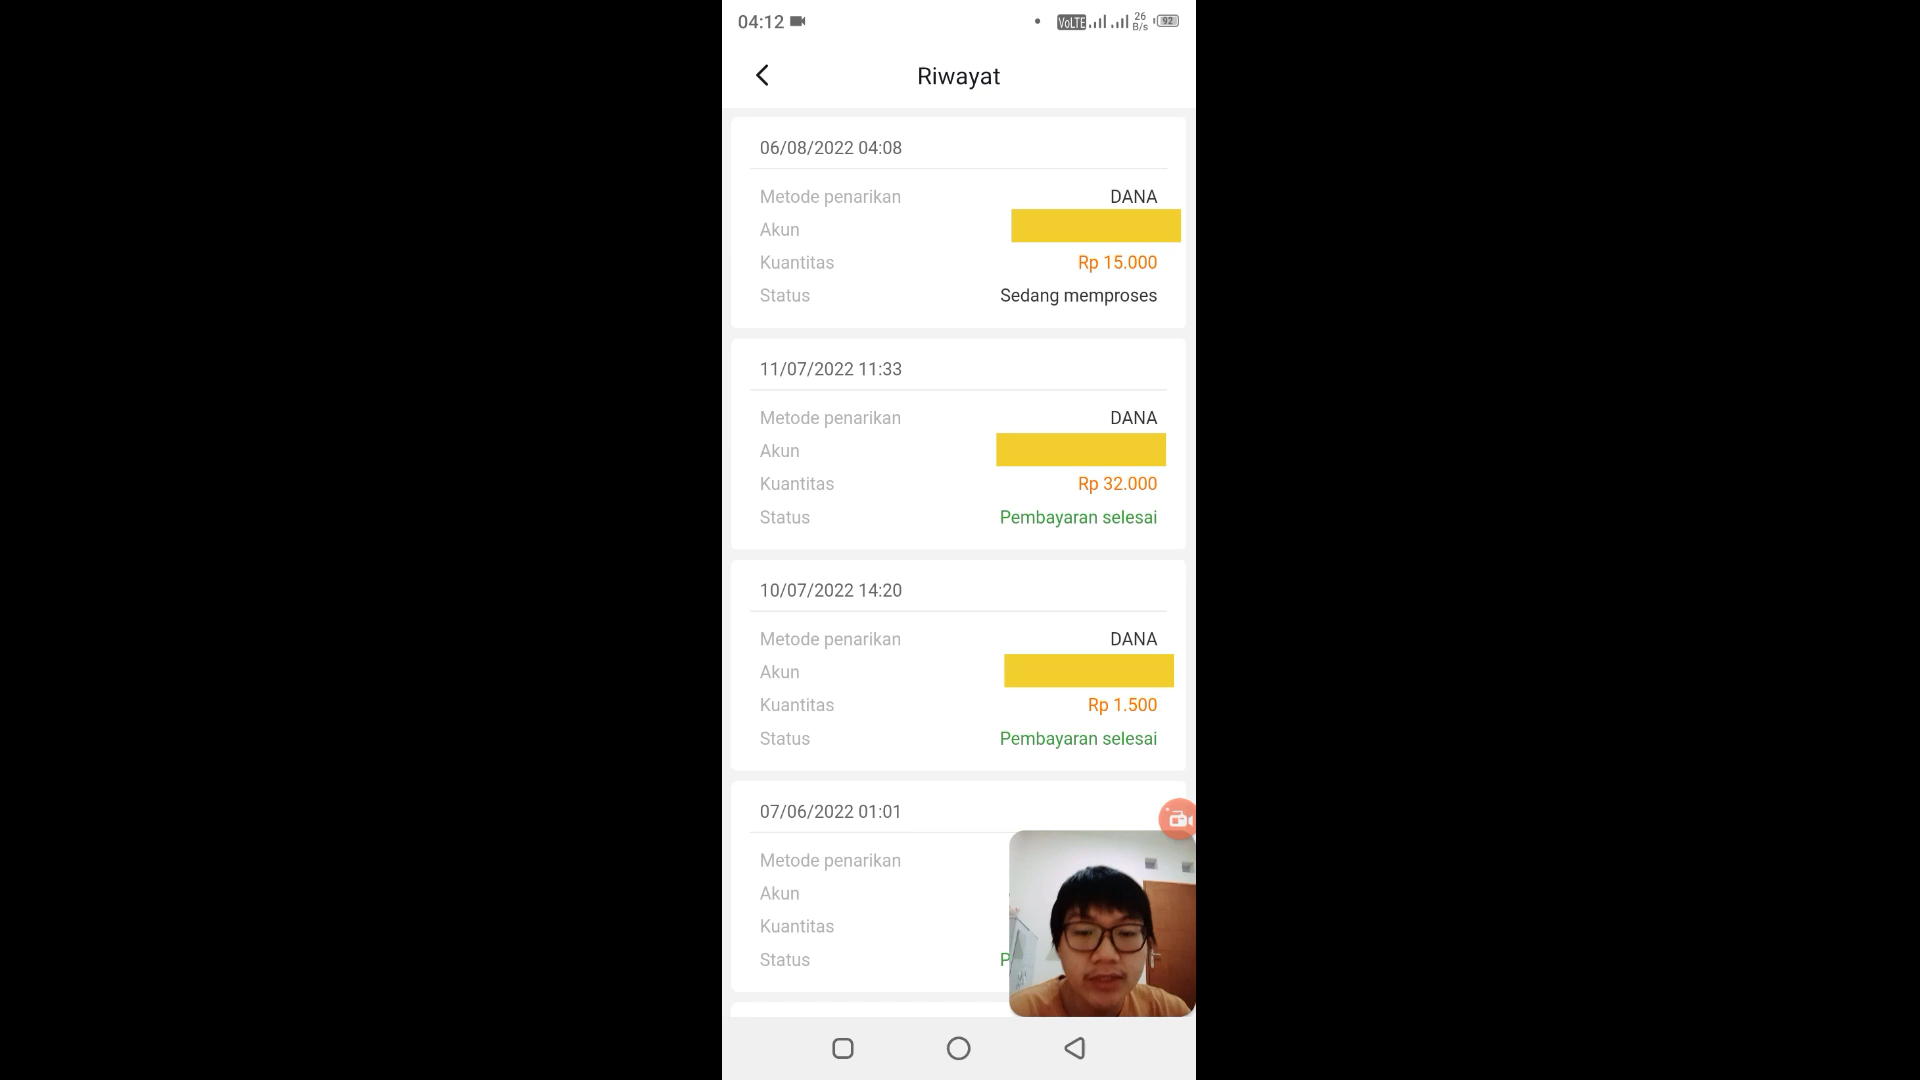 04:12
VoLTE
26
B/s
92
Riwayat
06/08/2022 04:08
Metode penarikan DANA
Akun
Kuantitas Rp 15.000
Status Sedang memproses
11/07/2022 11:33
Metode penarikan DANA
Akun
Kuantitas Rp 32.000
Status Pembayaran selesai
10/07/2022 14:20
Metode penarikan DANA
Akun
Kuantitas Rp 1.500
Status Pembayaran selesai
07/06/2022 01:01
Metode penarikan
Akun
Kuantitas
Status P